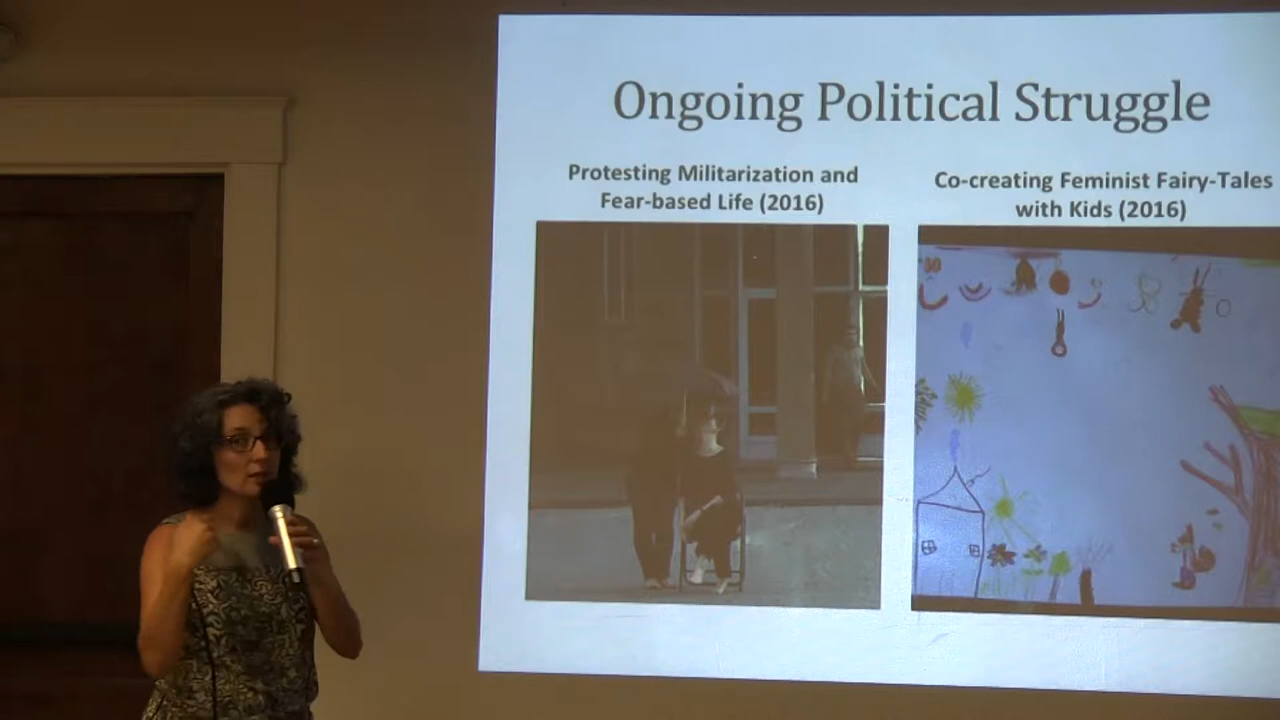 Ongoing Political Struggle
Protesting Militarization and
Fear-based Life (2016)
Co-creating Feminist Fairy-Tales
with Kids (2016)